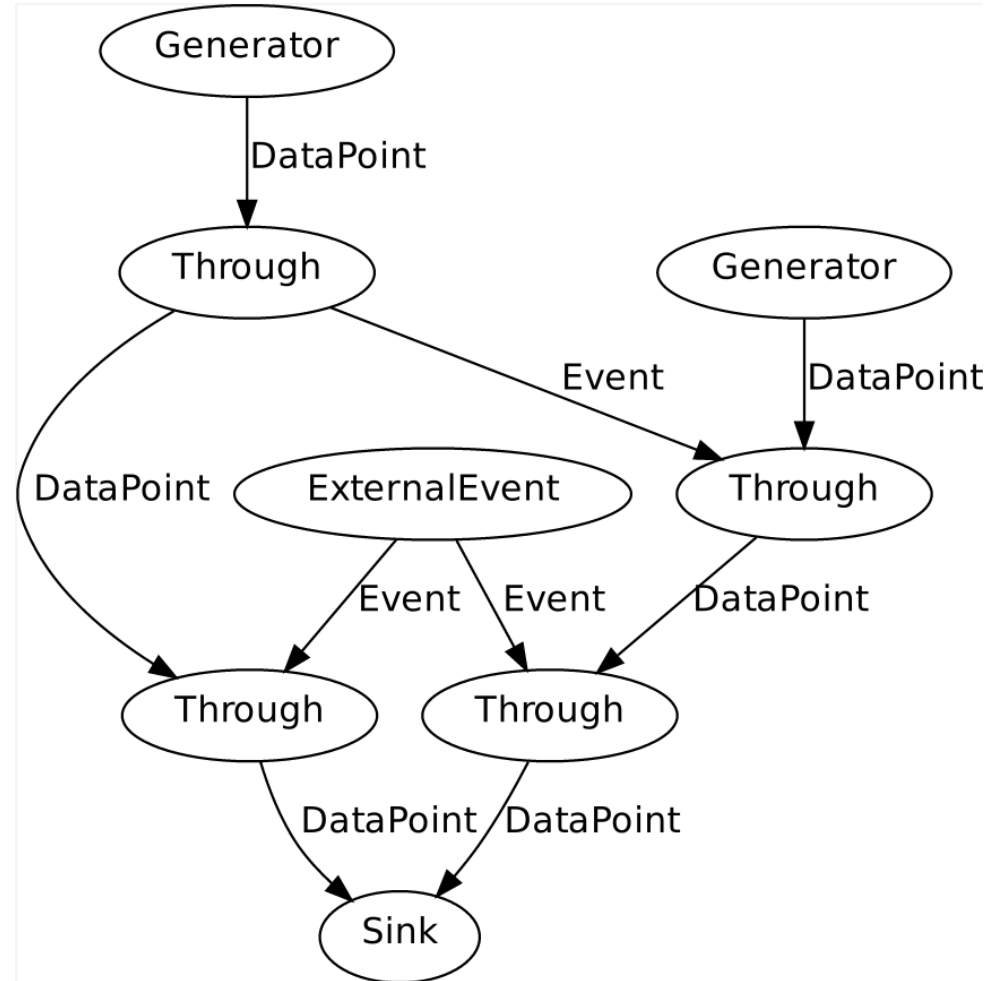 Generator
DataPoint
Through
Generator
Event
DataPoint
DataPoint
ExternalEvent
Through
Event
Event
DataPoint
Through
Through
DataPoint
DataPoint
Sink